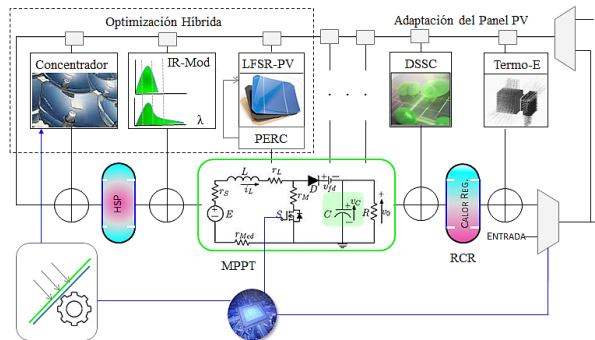 Optimización Híbrida
Adaptación del Panel PV
Concentrador
IR-Mod
λ
LFSR-PV
PERC
DSSC
Termo-E
HSP
L
r_L
i_L
r_S
E
r_M
S
r_Med
D
v_fd
C
v_C
R
v_0
MPPT
CALOR REG.
RCR
ENTRADA